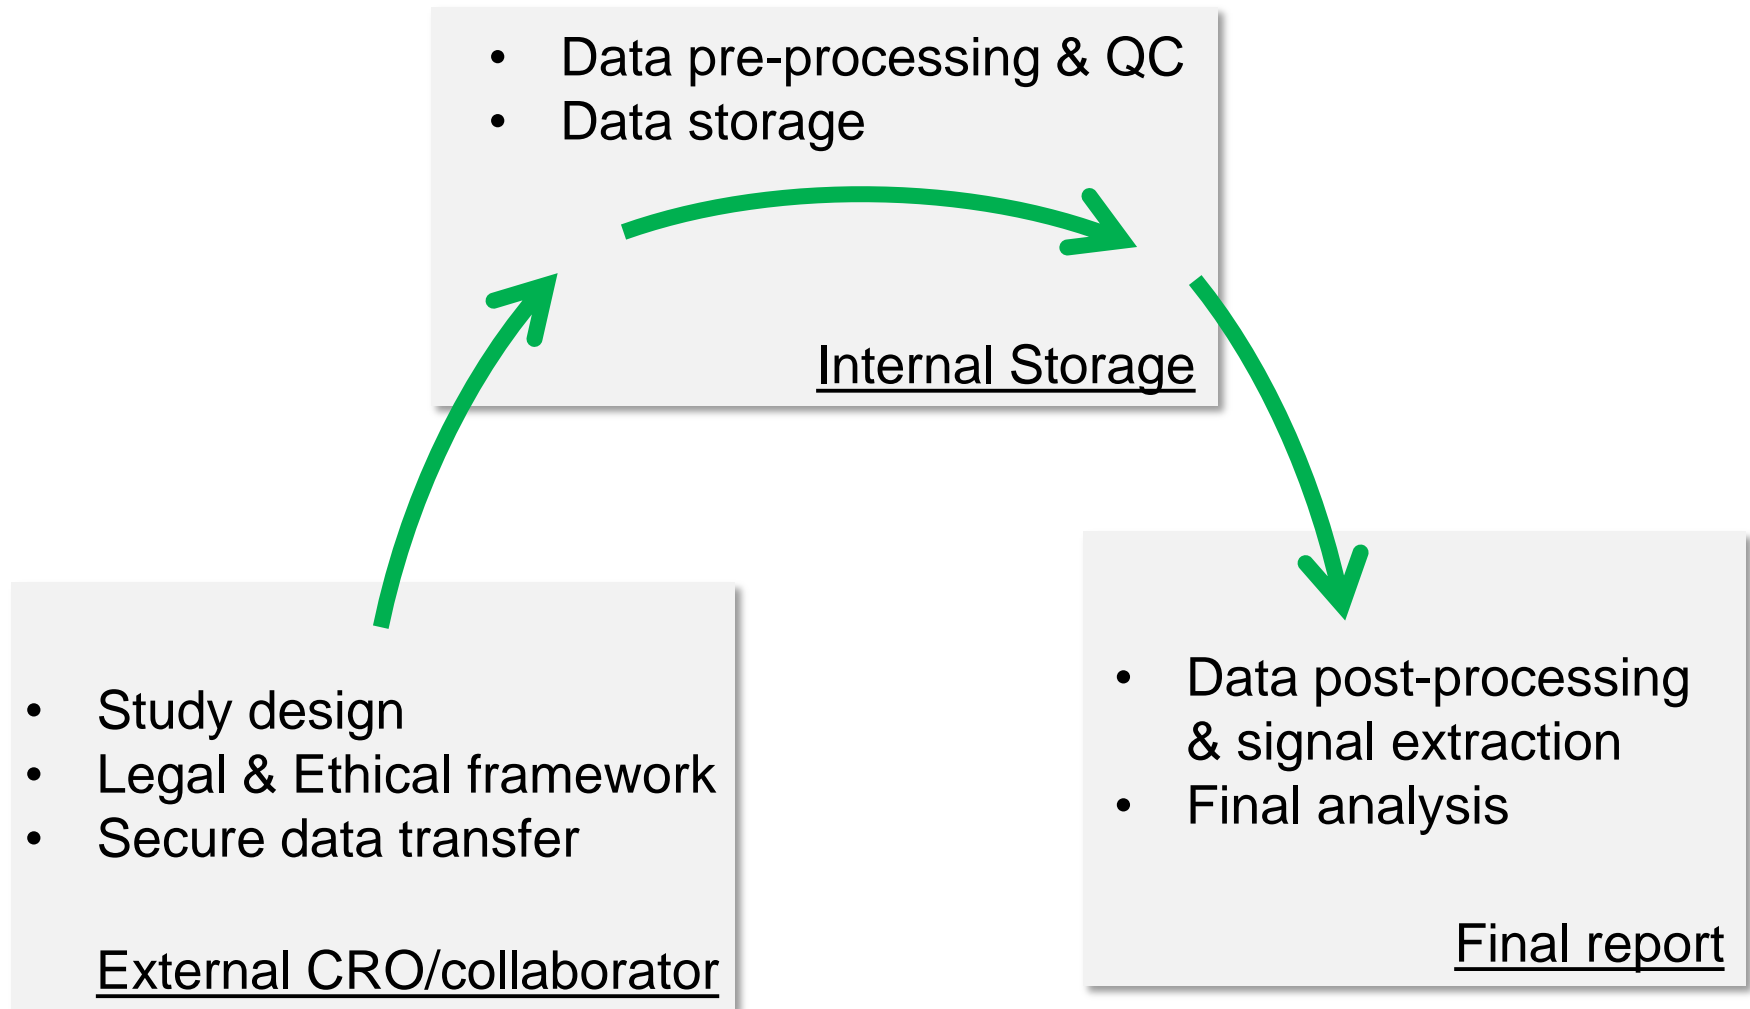 • Data pre-processing & QC
• Data storage
Internal Storage
• Study design
• Legal & Ethical framework
• Secure data transfer
External CRO/collaborator
• Data post-processing
& signal extraction
• Final analysis
Final report